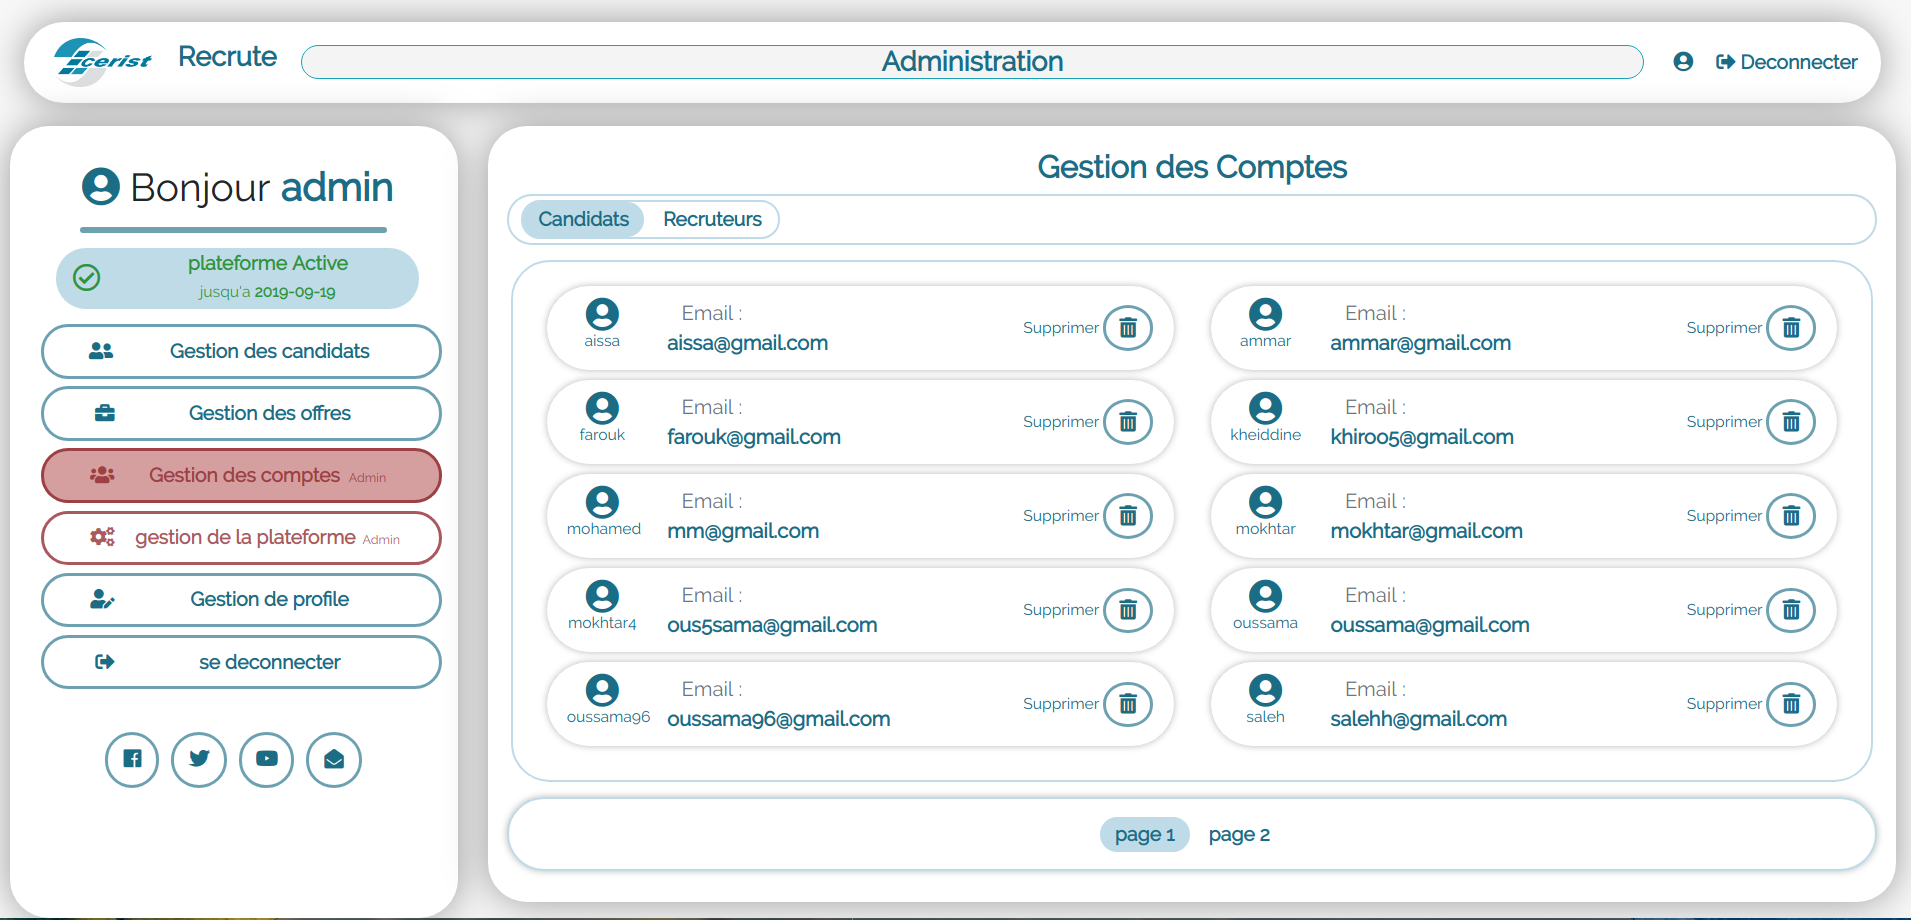 cerist
Recrute
Administration
Deconnecter
Bonjour admin
plateforme Active
jusqu'a 2019-09-19
Gestion des candidats
Gestion des offres
Gestion des comptes Admin
gestion de la plateforme Admin
Gestion de profile
se deconnecter
Gestion des Comptes
Candidats Recruteurs
aissa
Email :
aissa@gmail.com
Supprimer
ammar
Email :
ammar@gmail.com
Supprimer
farouk
Email :
farouk@gmail.com
Supprimer
kheiddine
Email :
khiroo5@gmail.com
Supprimer
mohamed
Email :
mm@gmail.com
Supprimer
mokhtar
Email :
mokhtar@gmail.com
Supprimer
mokhtar4
Email :
ous5sama@gmail.com
Supprimer
oussama
Email :
oussama@gmail.com
Supprimer
oussama96
Email :
oussama96@gmail.com
Supprimer
saleh
Email :
salehh@gmail.com
Supprimer
page 1 page 2